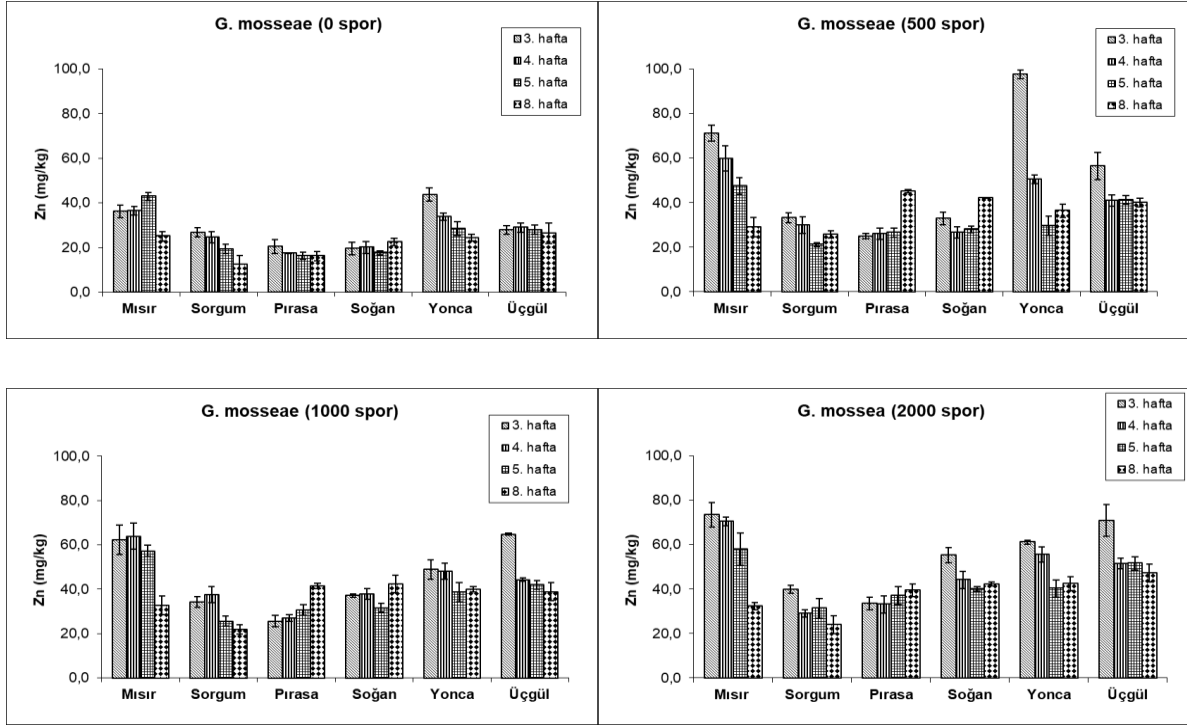 G. mosseae (0 spor)
3. hafta
4. hafta
5. hafta
8. hafta
Zn (mg/kg)
100,0
80,0
60,0
40,0
20,0
0,0
Mısır Sorgum Pırasa Soğan Yonca Üçgül
G. mosseae (500 spor)
3. hafta
4. hafta
5. hafta
8. hafta
Zn (mg/kg)
100,0
80,0
60,0
40,0
20,0
0,0
Mısır Sorgum Pırasa Soğan Yonca Üçgül
G. mosseae (1000 spor)
3. hafta
4. hafta
5. hafta
8. hafta
Zn (mg/kg)
100,0
80,0
60,0
40,0
20,0
0,0
Mısır Sorgum Pırasa Soğan Yonca Üçgül
G. mossea (2000 spor)
3. hafta
4. hafta
5. hafta
8. hafta
Zn (mg/kg)
100,0
80,0
60,0
40,0
20,0
0,0
Mısır Sorgum Pırasa Soğan Yonca Üçgül